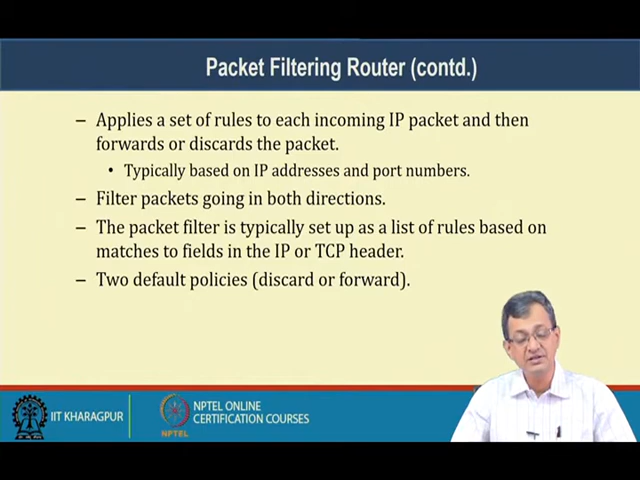 Packet Filtering Router (contd.)
– Applies a set of rules to each incoming IP packet and then
forwards or discards the packet.
• Typically based on IP addresses and port numbers.
– Filter packets going in both directions.
– The packet filter is typically set up as a list of rules based on
matches to fields in the IP or TCP header.
– Two default policies (discard or forward).
IIT KHARAGPUR
NPTEL
NPTEL ONLINE
CERTIFICATION COURSES